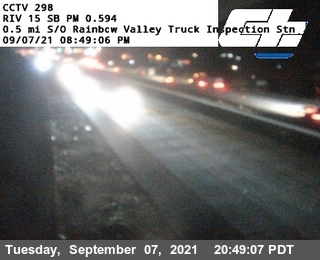 CCTV 298
RIV 15 SB PM 0.594
0.5 mi S/O Rainbcw Valley Truck Inspection Stn
09/07/21 08:49:06 PM
Tuesday, September 07, 2021 20:49:07 PDT